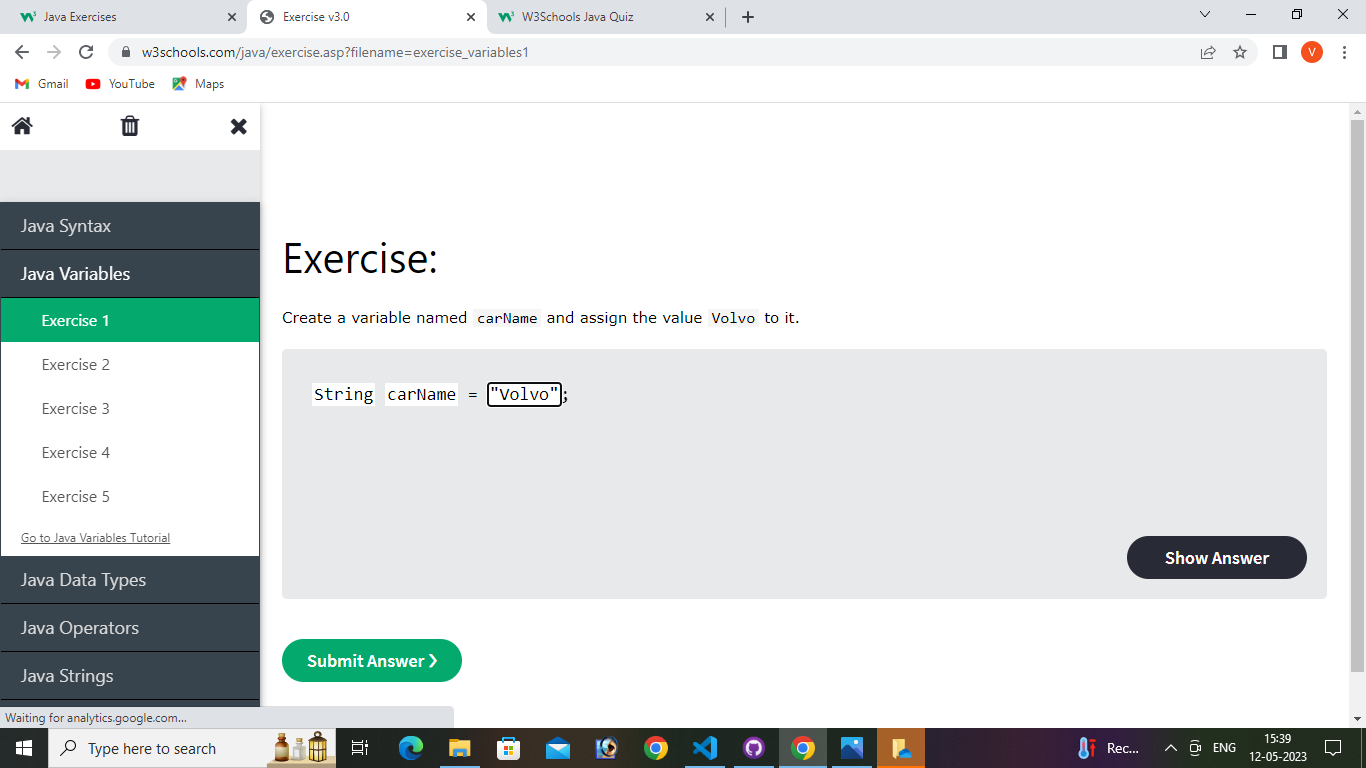 Java Exercises
Exercise v3.0
W3Schools Java Quiz
w3schools.com/java/exercise.asp?filename=exercise_variables1
V
Gmail
YouTube
Maps
Java Syntax
Java Variables
Exercise 1
Exercise 2
Exercise 3
Exercise 4
Exercise 5
Go to Java Variables Tutorial
Java Data Types
Java Operators
Java Strings
Exercise:
Create a variable named carName and assign the value Volvo to it.
String carName = "Volvo";
Show Answer
Submit Answer ❯
Waiting for analytics.google.com...
Type here to search
Rec...
ENG
15:39
12-05-2023